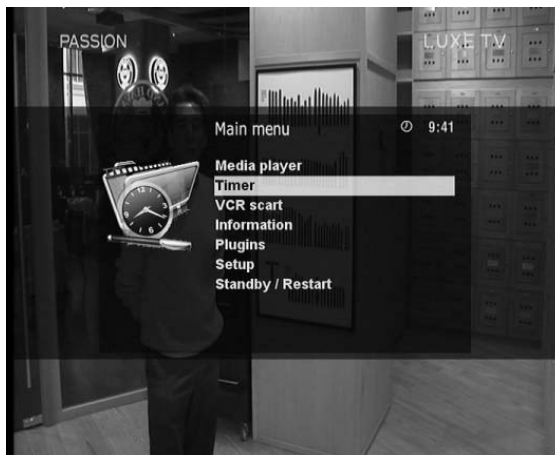 PASSION
LUXE TV
Main menu
9:41
Media player
Timer
VCR scart
Information
Plugins
Setup
Standby / Restart